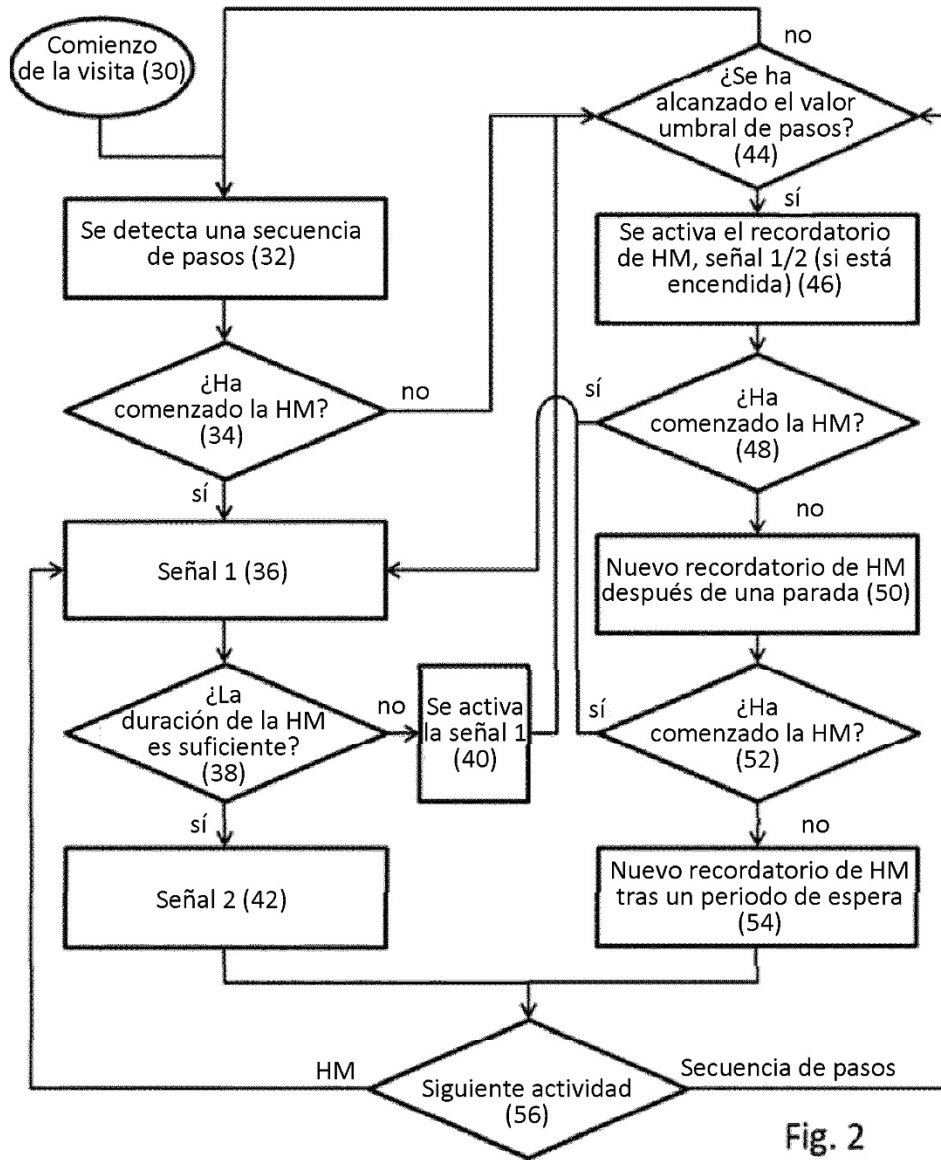 Comienzo
de la visita (30)
no
¿Se ha
alcanzado el valor
umbral de pasos?
(44)
sí
Se detecta una secuencia
de pasos (32)
Se activa el recordatorio
de HM, señal 1/2 (si está
encendida) (46)
¿Ha
comenzado la HM?
(34)
no
sí
sí
¿Ha
comenzado la HM?
(48)
no
Señal 1 (36)
Nuevo recordatorio de HM
después de una parada (50)
¿La
duración de la HM
es suficiente?
(38)
no
sí
Se activa
la señal 1
(40)
sí
¿Ha
comenzado la HM?
(52)
no
Señal 2 (42)
Nuevo recordatorio de HM
tras un periodo de espera
(54)
HM
Siguiente actividad
(56)
Secuencia de pasos
Fig. 2